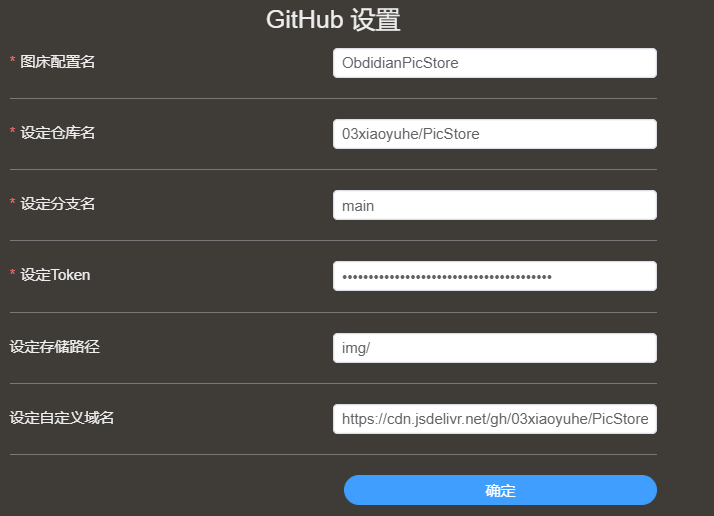 GitHub 设置
* 图床配置名
ObdidianPicStore
* 设定仓库名
03xiaoyuhe/PicStore
* 设定分支名
main
* 设定Token
••••••••••••••••••••••••••••••••••••••••
设定存储路径
img/
设定自定义域名
https://cdn.jsdelivr.net/gh/03xiaoyuhe/PicStore
确定